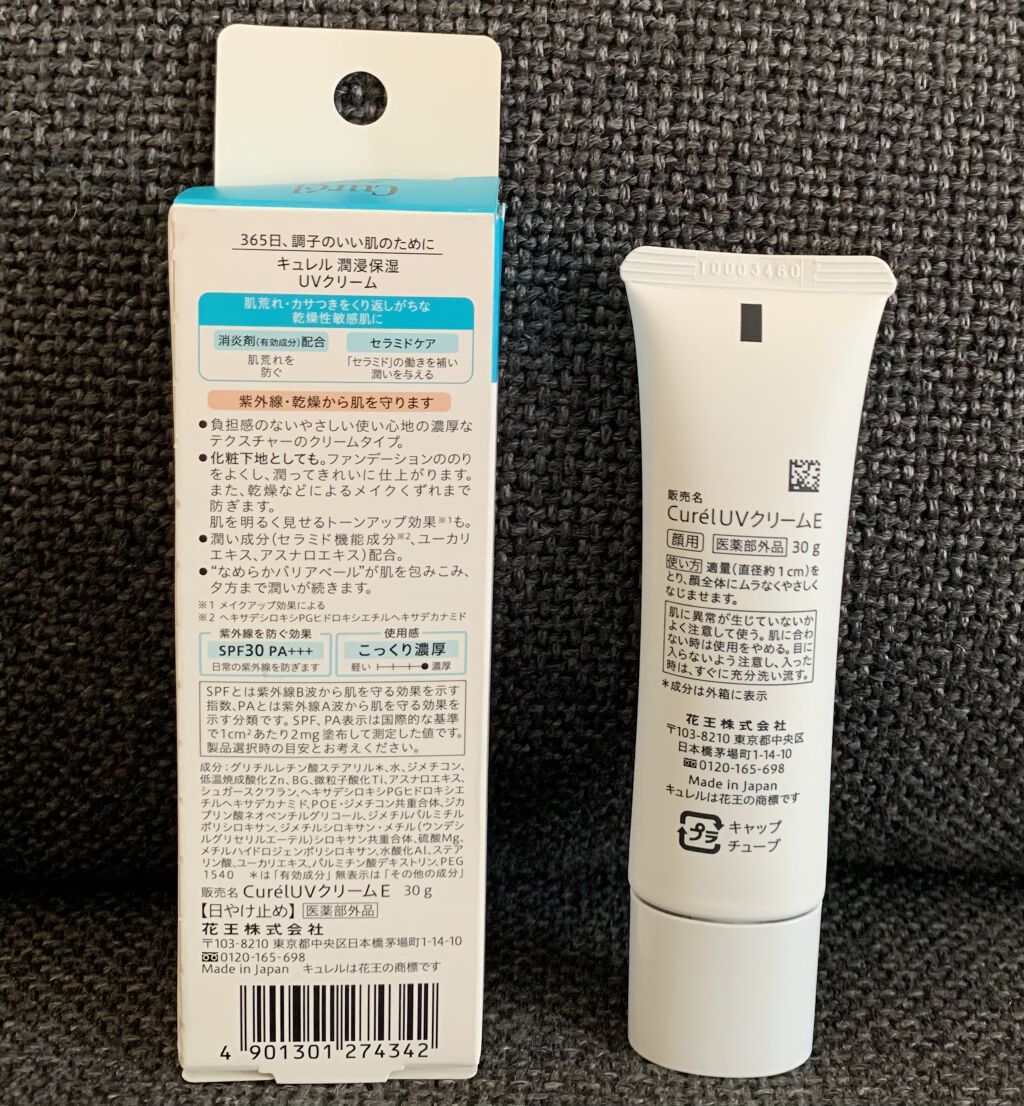 Curél
365日、調子のいい肌のために
キュレル 潤浸保湿
UVクリーム
肌荒れ・カサつきをくり返しがちな
乾燥性敏感肌に
消炎剤(有効成分)配合
肌荒れを
防ぐ
セラミドケア
「セラミド」の働きを補い
潤いを与える
紫外線・乾燥から肌を守ります
●負担感のないやさしい使い心地の濃厚な
テクスチャーのクリームタイプ。
●化粧下地としても。ファンデーションののり
をよくし、潤ってきれいに仕上がります。
また、乾燥などによるメイクくずれまで
防ぎます。
肌を明るく見せるトーンアップ効果※1も。
●潤い成分(セラミド機能成分※2、ユーカリ
エキス、アスナロエキス)配合。
●“なめらかバリアベール”が肌を包みこみ、
夕方まで潤いが続きます。
※1 メイクアップ効果による
※2 ヘキサデシロキシPGヒドロキシエチルヘキサデカナミド
紫外線を防ぐ効果
SPF30 PA+++
日常の紫外線を防ぎます
使用感
こっくり濃厚
軽い 濃厚
SPFとは紫外線B波から肌を守る効果を示す
指数、PAとは紫外線A波から肌を守る効果を
示す分類です。SPF、PA表示は国際的な基準
で1cm²あたり2mg塗布して測定した値です。
製品選択時の目安とお考えください。
成分:グリチルレチン酸ステアリル*、水、ジメチコン、
低温焼成酸化Zn、BG、微粒子酸化Ti、アスナロエキス、
シュガースクワラン、ヘキサデシロキシPGヒドロキシエ
チルヘキサデカナミド、POE・ジメチコン共重合体、ジカ
プリン酸ネオペンチルグリコール、ジメチルパルミチル
ポリシロキサン、ジメチルシロキサン・メチル(ウンデシ
ルグリセリルエーテル)シロキサン共重合体、硫酸Mg、
メチルハイドロジェンポリシロキサン、水酸化Al、ステア
リン酸、ユーカリエキス、パルミチン酸デキストリン、PEG
1540 *は「有効成分」無表示は「その他の成分」
販売名 CurélUVクリームE 30g
【日やけ止め】 医薬部外品
花王株式会社
〒103-8210 東京都中央区日本橋茅場町1-14-10
0120-165-698
Made in Japan キュレルは花王の商標です
4 901301 274342
T0003460
販売名
CurélUVクリームE
顔用 医薬部外品 30g
使い方 適量(直径約1cm)を
とり、顔全体にムラなくやさしく
なじませます。
肌に異常が生じていないか
よく注意して使う。肌に合わ
ない時は使用をやめる。目に
入らないよう注意し、入った
時は、すぐに充分洗い流す。
*成分は外箱に表示
花王株式会社
〒103-8210 東京都中央区
日本橋茅場町1-14-10
0120-165-698
Made in Japan
キュレルは花王の商標です
プラ
キャップ
チューブ